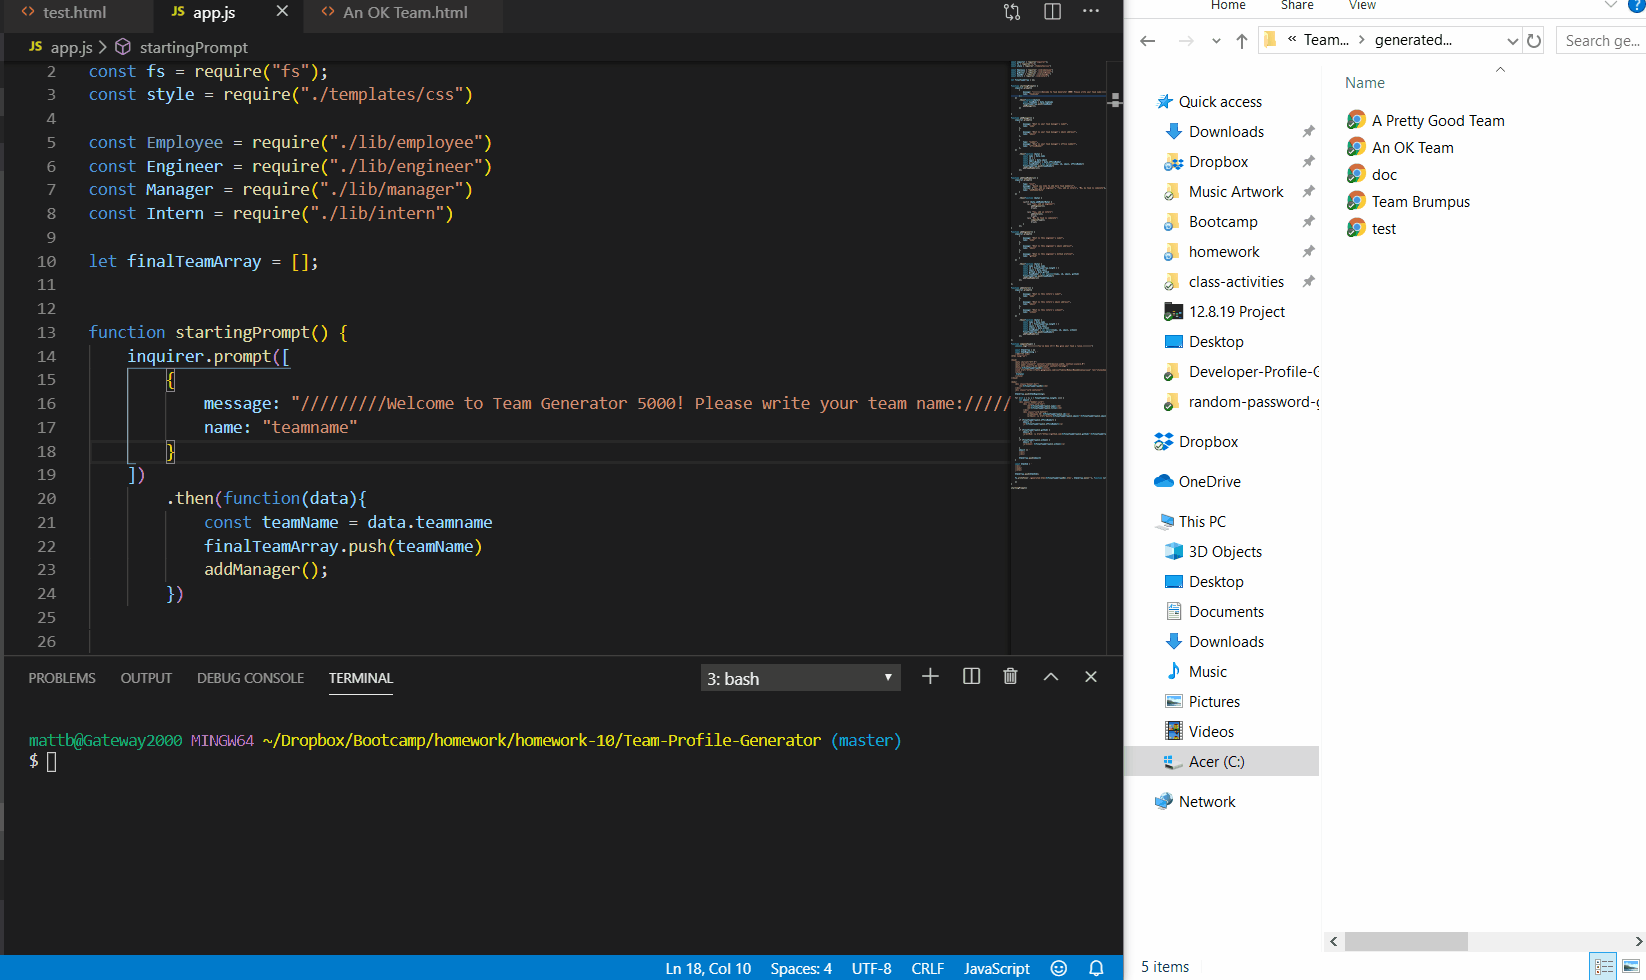 test.html
JS app.js
An OK Team.html
JS app.js > startingPrompt
2 const fs = require("fs");
3 const style = require("./templates/css")
4
5 const Employee = require("./lib/employee")
6 const Engineer = require("./lib/engineer")
7 const Manager = require("./lib/manager")
8 const Intern = require("./lib/intern")
9
10 let finalTeamArray = [];
11
12
13 function startingPrompt() {
14 inquirer.prompt([
15 {
16 message: "/////////Welcome to Team Generator 5000! Please write your team name://///
17 name: "teamname"
18 }
19 ])
20 .then(function(data){
21 const teamName = data.teamname
22 finalTeamArray.push(teamName)
23 addManager();
24 })
25
26
PROBLEMS OUTPUT DEBUG CONSOLE TERMINAL
3: bash
mattb@Gateway2000 MINGW64 ~/Dropbox/Bootcamp/homework/homework-10/Team-Profile-Generator (master)
$
Ln 18, Col 10 Spaces: 4 UTF-8 CRLF JavaScript
Home Share View
?
« Team... > generated...
Search ge...
Quick access
Downloads
Dropbox
Music Artwork
Bootcamp
homework
class-activities
12.8.19 Project
Desktop
Developer-Profile-G
random-password-g
Dropbox
OneDrive
This PC
3D Objects
Desktop
Documents
Downloads
Music
Pictures
Videos
Acer (C:)
Network
Name
A Pretty Good Team
An OK Team
doc
Team Brumpus
test
5 items